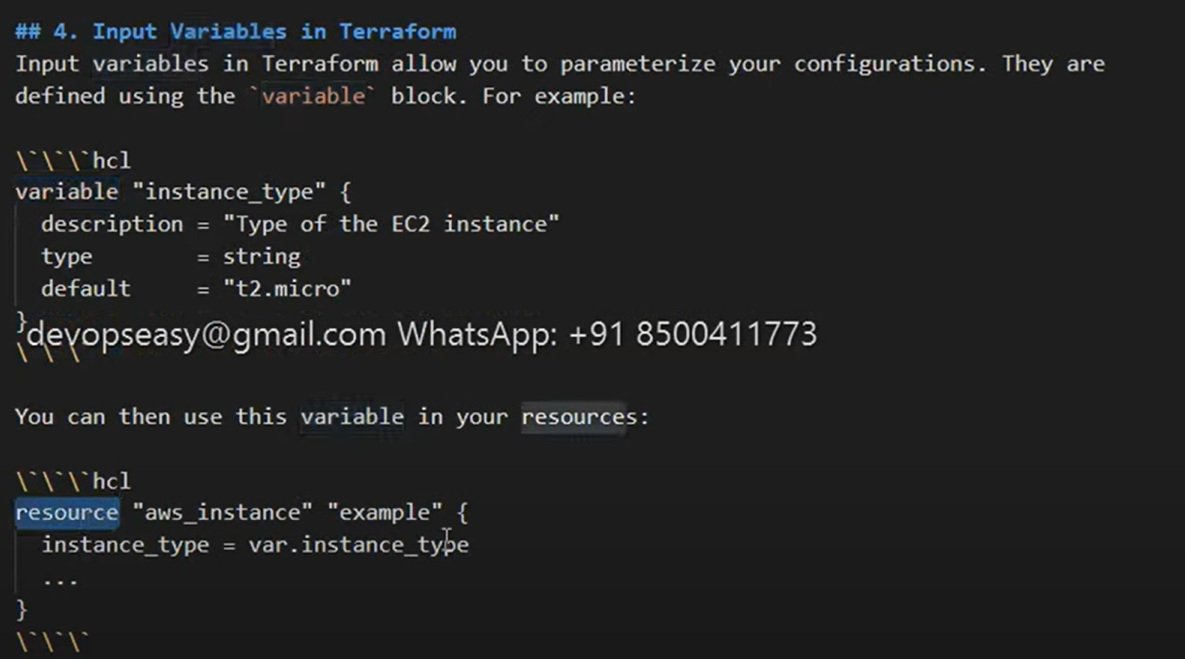 ## 4. Input Variables in Terraform
Input variables in Terraform allow you to parameterize your configurations. They are
defined using the `variable` block. For example:
\`\`\`hcl
variable "instance_type" {
description = "Type of the EC2 instance"
type = string
default = "t2.micro"
}
devopseasy@gmail.com WhatsApp: +91 8500411773
\`\`\`
You can then use this variable in your resources:
\`\`\`hcl
resource "aws_instance" "example" {
instance_type = var.instance_type
...
}
\`\`\`